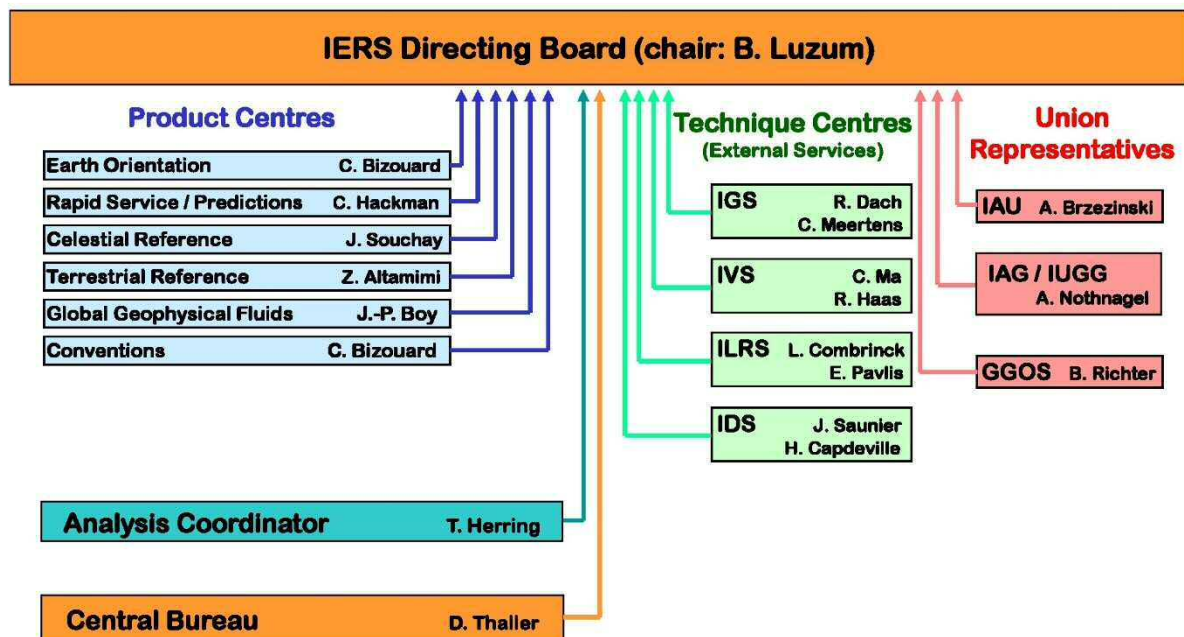 IERS Directing Board (chair: B. Luzum)
Product Centres
Earth Orientation C. Bizouard
Rapid Service / Predictions C. Hackman
Celestial Reference J. Souchay
Terrestrial Reference Z. Altamimi
Global Geophysical Fluids J.-P. Boy
Conventions C. Bizouard
Technique Centres
(External Services)
IGS R. Dach
C. Meertens
IVS C. Ma
R. Haas
ILRS L. Combrinck
E. Pavlis
IDS J. Saunier
H. Capdeville
Union
Representatives
IAU A. Brzezinski
IAG / IUGG
A. Nothnagel
GGOS B. Richter
Analysis Coordinator T. Herring
Central Bureau D. Thaller